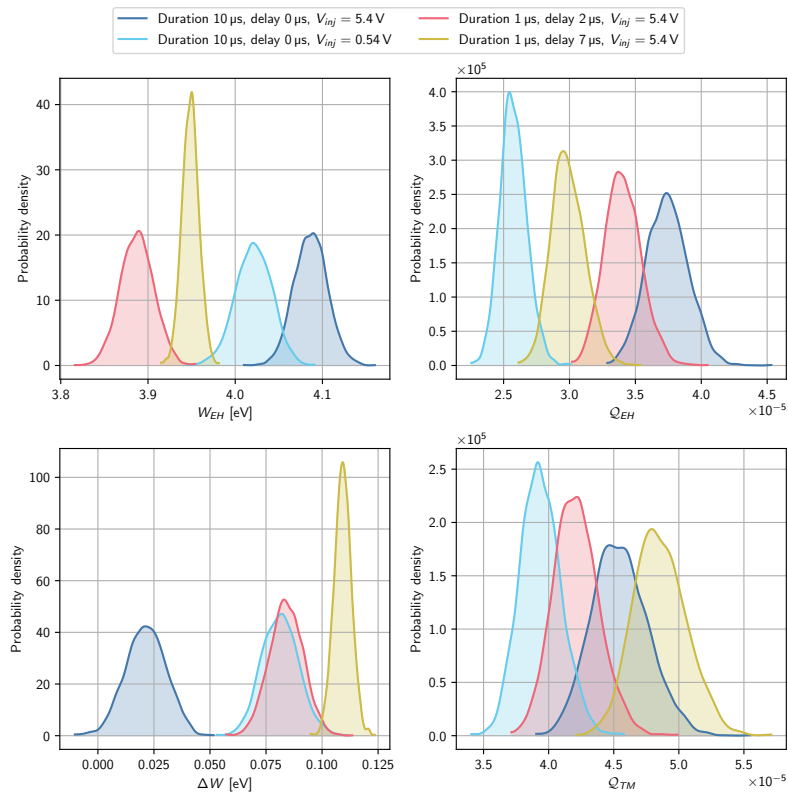 Duration 10 μs, delay 0 μs, V_inj = 5.4 V
Duration 10 μs, delay 0 μs, V_inj = 0.54 V
Duration 1 μs, delay 2 μs, V_inj = 5.4 V
Duration 1 μs, delay 7 μs, V_inj = 5.4 V
Probability density
40
30
20
10
0
3.8 3.9 4.0 4.1
W_EH [eV]
×10⁵
Probability density
4.0
3.5
3.0
2.5
2.0
1.5
1.0
0.5
0.0
2.5 3.0 3.5 4.0 4.5
×10⁻⁵
𝒬_EH
Probability density
100
80
60
40
20
0
0.000 0.025 0.050 0.075 0.100 0.125
ΔW [eV]
×10⁵
Probability density
2.5
2.0
1.5
1.0
0.5
0.0
3.5 4.0 4.5 5.0 5.5
×10⁻⁵
𝒬_TM